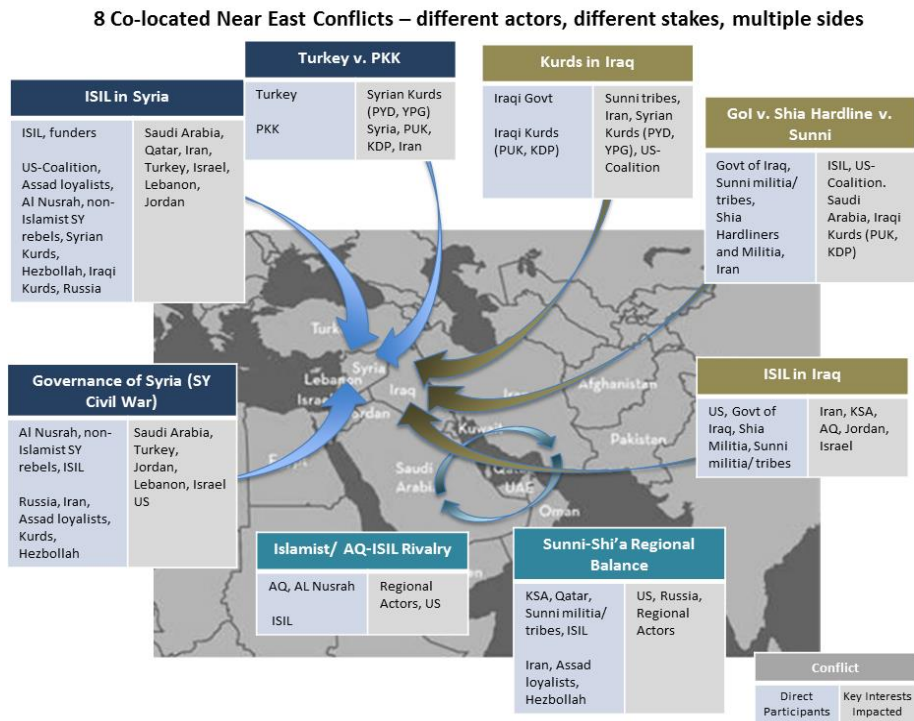 8 Co-located Near East Conflicts – different actors, different stakes, multiple sides
Turkey v. PKK
Turkey
PKK
Syrian Kurds
(PYD, YPG)
Syria, PUK,
KDP, Iran
Kurds in Iraq
Iraqi Govt
Iraqi Kurds
(PUK, KDP)
Sunni tribes,
Iran, Syrian
Kurds (PYD,
YPG), US-
Coalition
ISIL in Syria
ISIL, funders
US-Coalition,
Assad loyalists,
Al Nusrah, non-
Islamist SY
rebels, Syrian
Kurds,
Hezbollah, Iraqi
Kurds, Russia
Saudi Arabia,
Qatar, Iran,
Turkey, Israel,
Lebanon,
Jordan
GoI v. Shia Hardline v.
Sunni
Govt of Iraq,
Sunni militia/
tribes,
Shia
Hardliners
and Militia,
Iran
ISIL, US-
Coalition.
Saudi
Arabia, Iraqi
Kurds (PUK,
KDP)
Syria
Lebanon
Iraq
Jordan
Afghanistan
Kuwait
Pakistan
Saudi
Arabia
UAE
Oman
Governance of Syria (SY
Civil War)
Al Nusrah, non-
Islamist SY
rebels, ISIL
Russia, Iran,
Assad loyalists,
Kurds,
Hezbollah
Saudi Arabia,
Turkey,
Jordan,
Lebanon, Israel
US
ISIL in Iraq
US, Govt of
Iraq, Shia
Militia, Sunni
militia/ tribes
Iran, KSA,
AQ, Jordan,
Israel
Islamist/ AQ-ISIL Rivalry
AQ, AL Nusrah
ISIL
Regional
Actors, US
Sunni-Shi’a Regional
Balance
KSA, Qatar,
Sunni militia/
tribes, ISIL
Iran, Assad
loyalists,
Hezbollah
US, Russia,
Regional
Actors
Conflict
Direct
Participants
Key Interests
Impacted